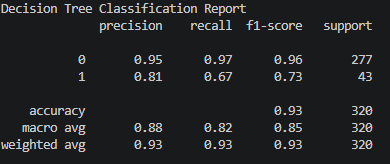 Decision Tree Classification Report
precision recall f1-score support
0 0.95 0.97 0.96 277
1 0.81 0.67 0.73 43
accuracy 0.93 320
macro avg 0.88 0.82 0.85 320
weighted avg 0.93 0.93 0.93 320